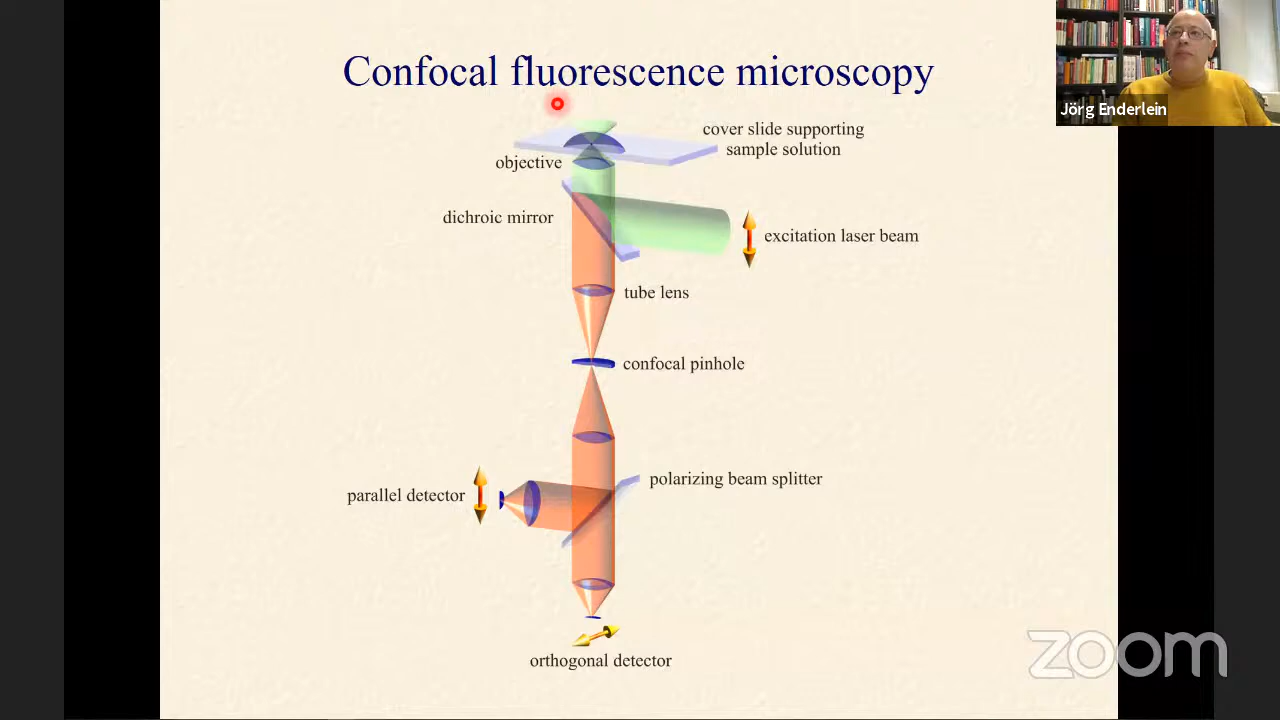 Confocal fluorescence microscopy
Jörg Enderlein
cover slide supporting
sample solution
objective
dichroic mirror
excitation laser beam
tube lens
confocal pinhole
polarizing beam splitter
parallel detector
orthogonal detector
zoom